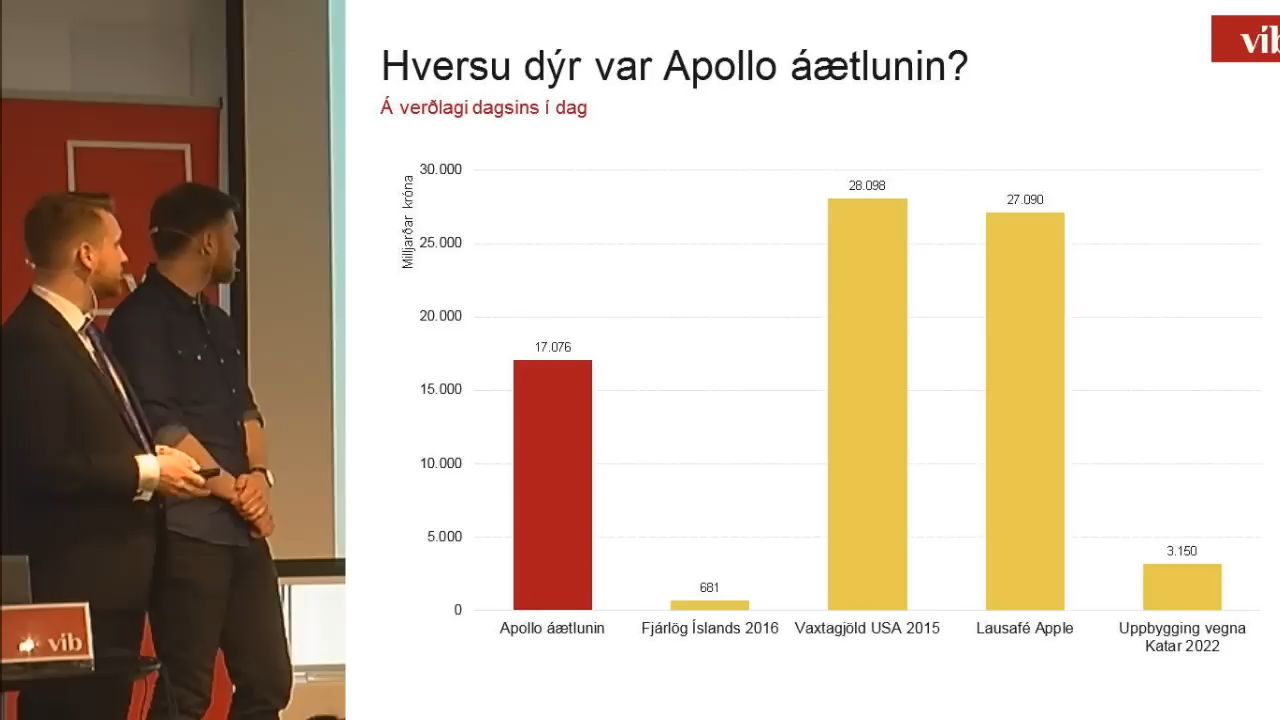 víb
Hversu dýr var Apollo áætlunin?
Á verðlagi dagsins í dag
Milljarðar króna
30.000
25.000
20.000
15.000
10.000
5.000
0
17.076
681
28.098
27.090
3.150
Apollo áætlunin
Fjárlög Íslands 2016
Vaxtagjöld USA 2015
Lausafé Apple
Uppbygging vegna
Katar 2022
víb